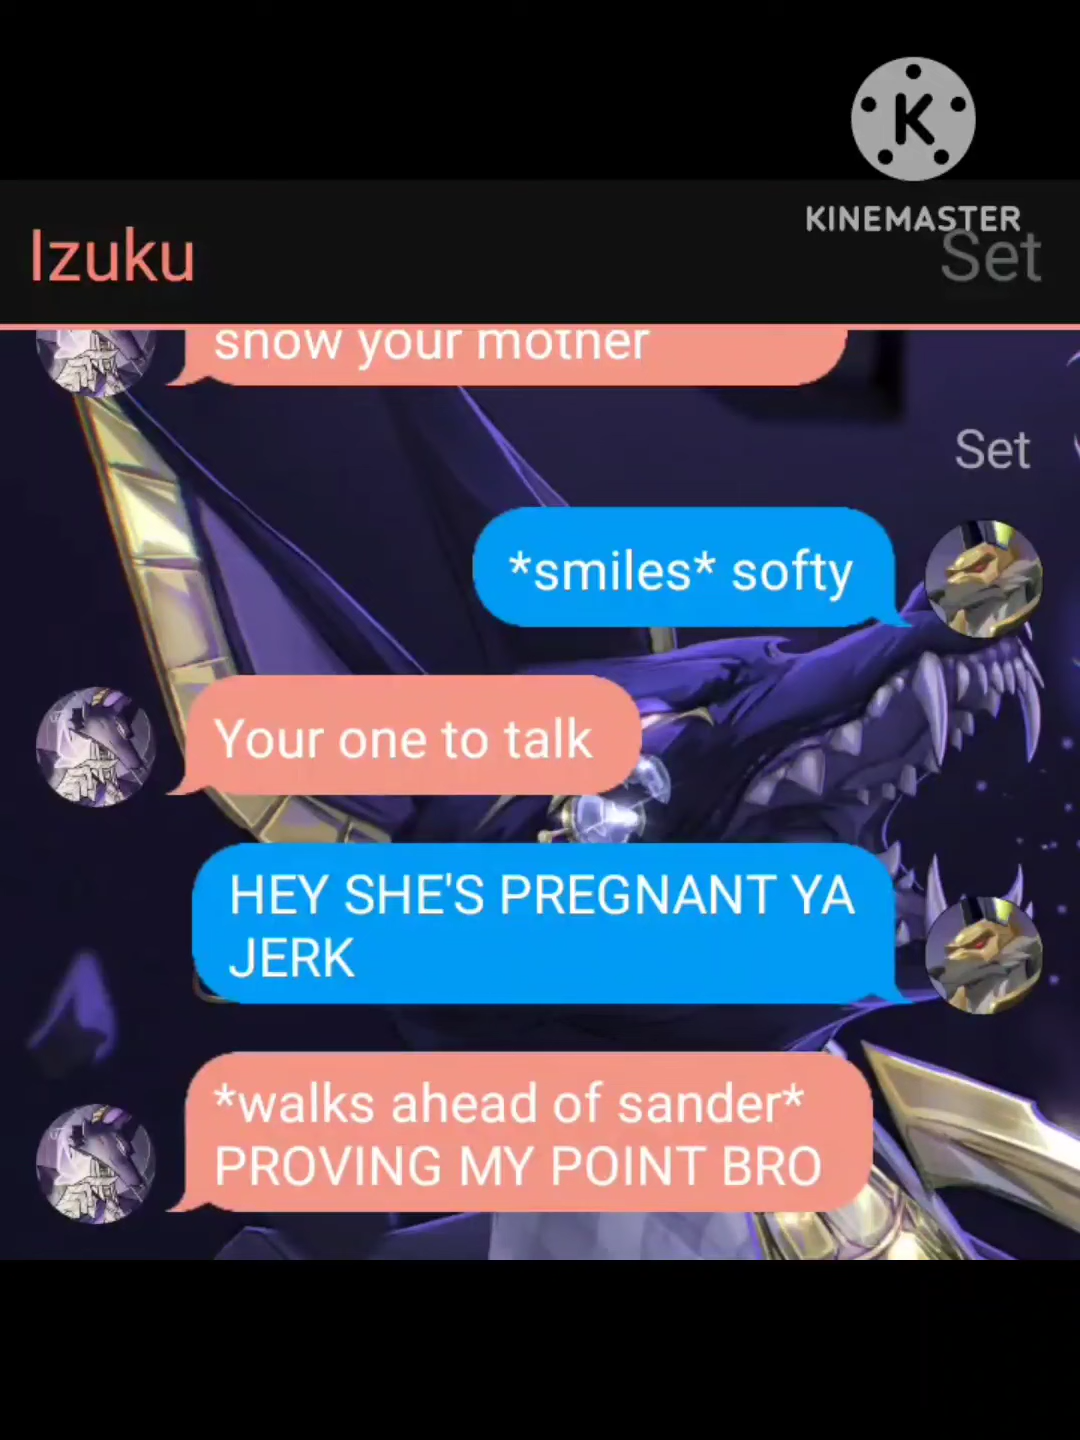 KINEMASTER
Izuku
Set
show your mother
Set
*smiles* softy
Your one to talk
HEY SHE'S PREGNANT YA
JERK
*walks ahead of sander*
PROVING MY POINT BRO